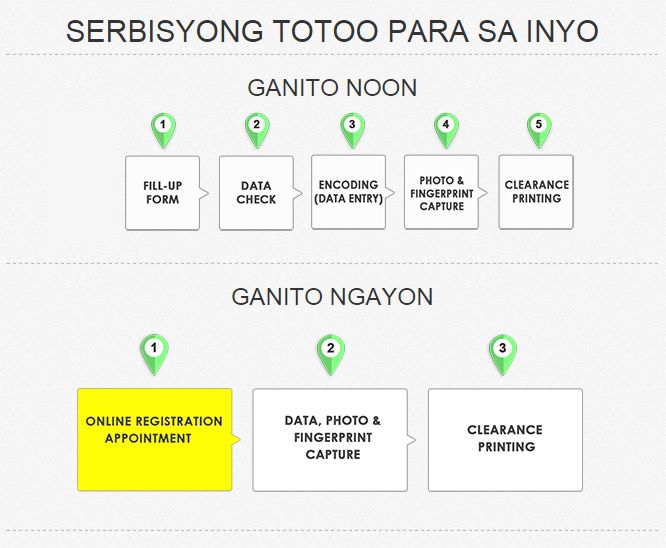 SERBISYONG TOTOO PARA SA INYO
GANITO NOON
1
2
3
4
5
FILL-UP
FORM
DATA
CHECK
ENCODING
(DATA ENTRY)
PHOTO &
FINGERPRINT
CAPTURE
CLEARANCE
PRINTING
GANITO NGAYON
1
2
3
ONLINE REGISTRATION
APPOINTMENT
DATA, PHOTO &
FINGERPRINT
CAPTURE
CLEARANCE
PRINTING